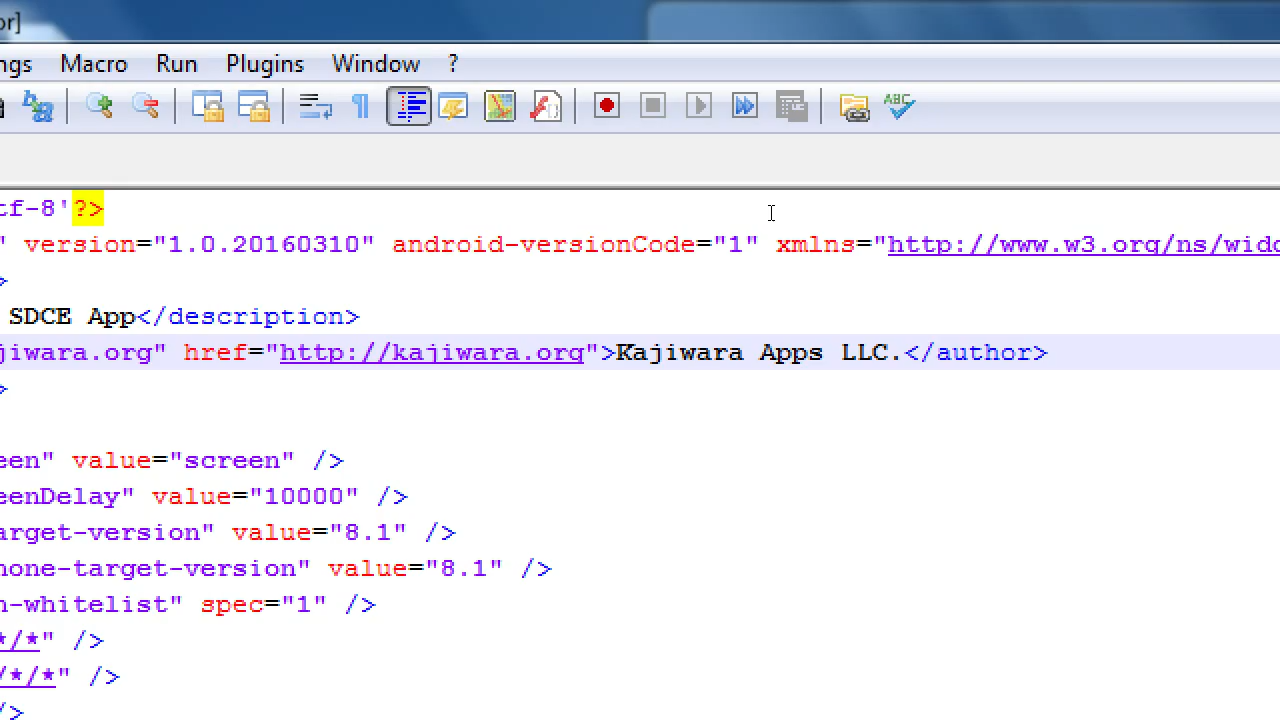 or]
ngs Macro Run Plugins Window ?
tf-8'?>
" version="1.0.20160310" android-versionCode="1" xmlns="http://www.w3.org/ns/widg
>
SDCE App</description>
jiwara.org" href="http://kajiwara.org">Kajiwara Apps LLC.</author>
>
een" value="screen" />
eenDelay" value="10000" />
arget-version" value="8.1" />
hone-target-version" value="8.1" />
n-whitelist" spec="1" />
*/*" />
/*/*" />
/>